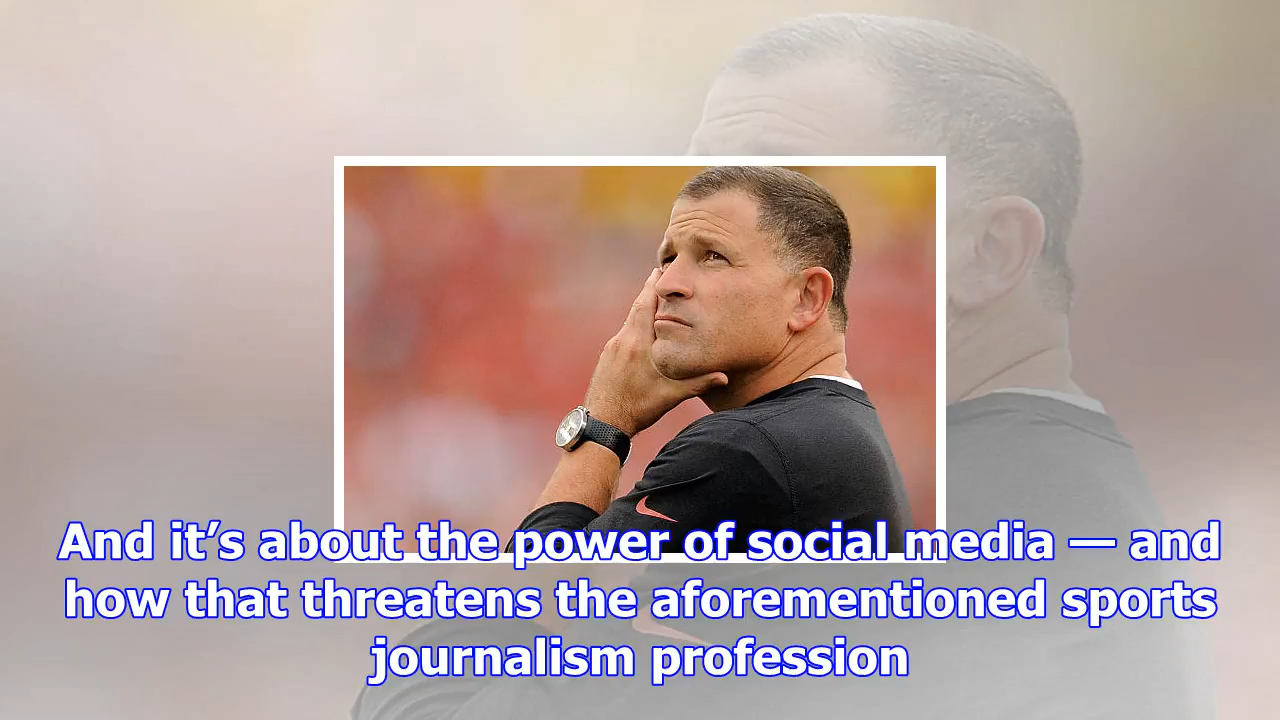 And it’s about the power of social media — and
how that threatens the aforementioned sports
journalism profession